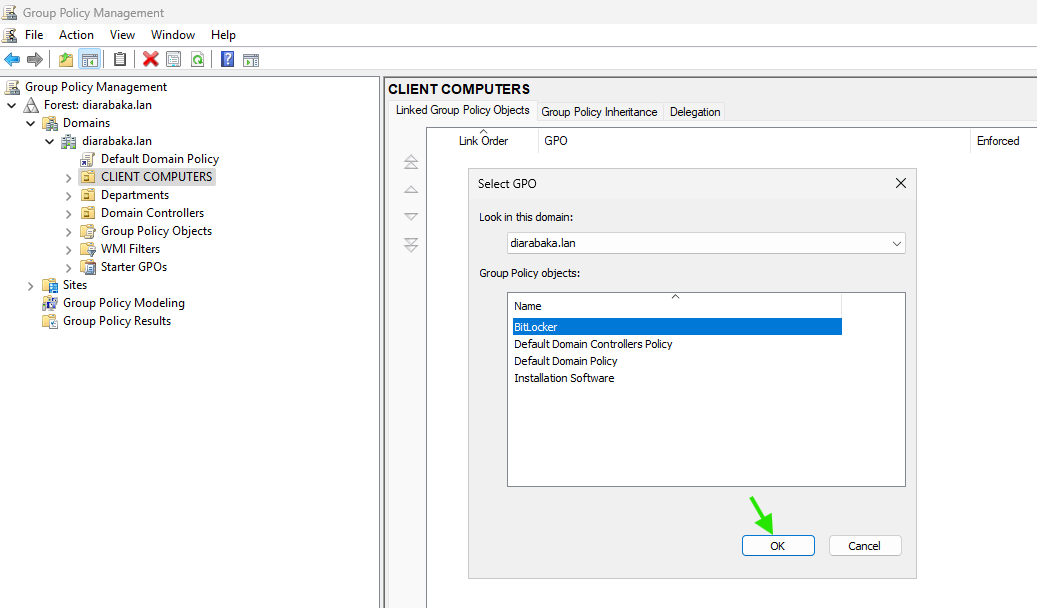 Group Policy Management
File Action View Window Help
Group Policy Management
Forest: diarabaka.lan
Domains
diarabaka.lan
Default Domain Policy
CLIENT COMPUTERS
Departments
Domain Controllers
Group Policy Objects
WMI Filters
Starter GPOs
Sites
Group Policy Modeling
Group Policy Results
CLIENT COMPUTERS
Linked Group Policy Objects Group Policy Inheritance Delegation
Link Order GPO Enforced
Select GPO
Look in this domain:
diarabaka.lan
Group Policy objects:
Name
BitLocker
Default Domain Controllers Policy
Default Domain Policy
Installation Software
OK Cancel